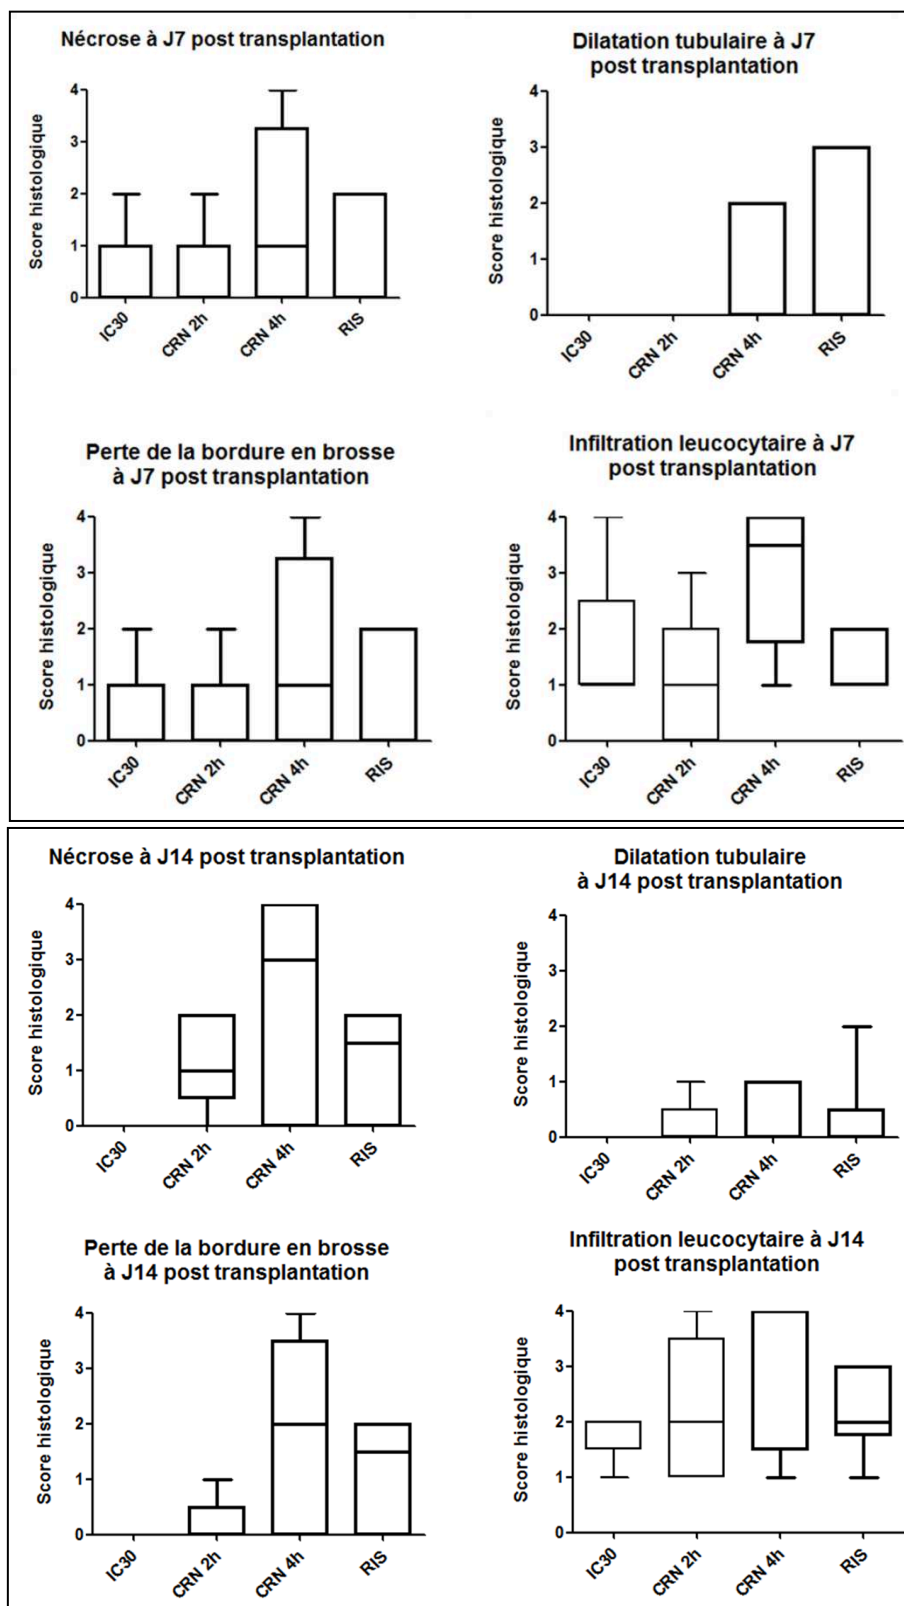 Nécrose à J7 post transplantation
Score histologique
4
3
2
1
0
IC30
CRN 2h
CRN 4h
RIS
Dilatation tubulaire à J7
post transplantation
Score histologique
4
3
2
1
0
IC30
CRN 2h
CRN 4h
RIS
Perte de la bordure en brosse
à J7 post transplantation
Score histologique
4
3
2
1
0
IC30
CRN 2h
CRN 4h
RIS
Infiltration leucocytaire à J7
post transplantation
Score histologique
4
3
2
1
0
IC30
CRN 2h
CRN 4h
RIS
Nécrose à J14 post transplantation
Score histologique
4
3
2
1
0
IC30
CRN 2h
CRN 4h
RIS
Dilatation tubulaire
à J14 post transplantation
Score histologique
4
3
2
1
0
IC30
CRN 2h
CRN 4h
RIS
Perte de la bordure en brosse
à J14 post transplantation
Score histologique
4
3
2
1
0
IC30
CRN 2h
CRN 4h
RIS
Infiltration leucocytaire à J14
post transplantation
Score histologique
4
3
2
1
0
IC30
CRN 2h
CRN 4h
RIS